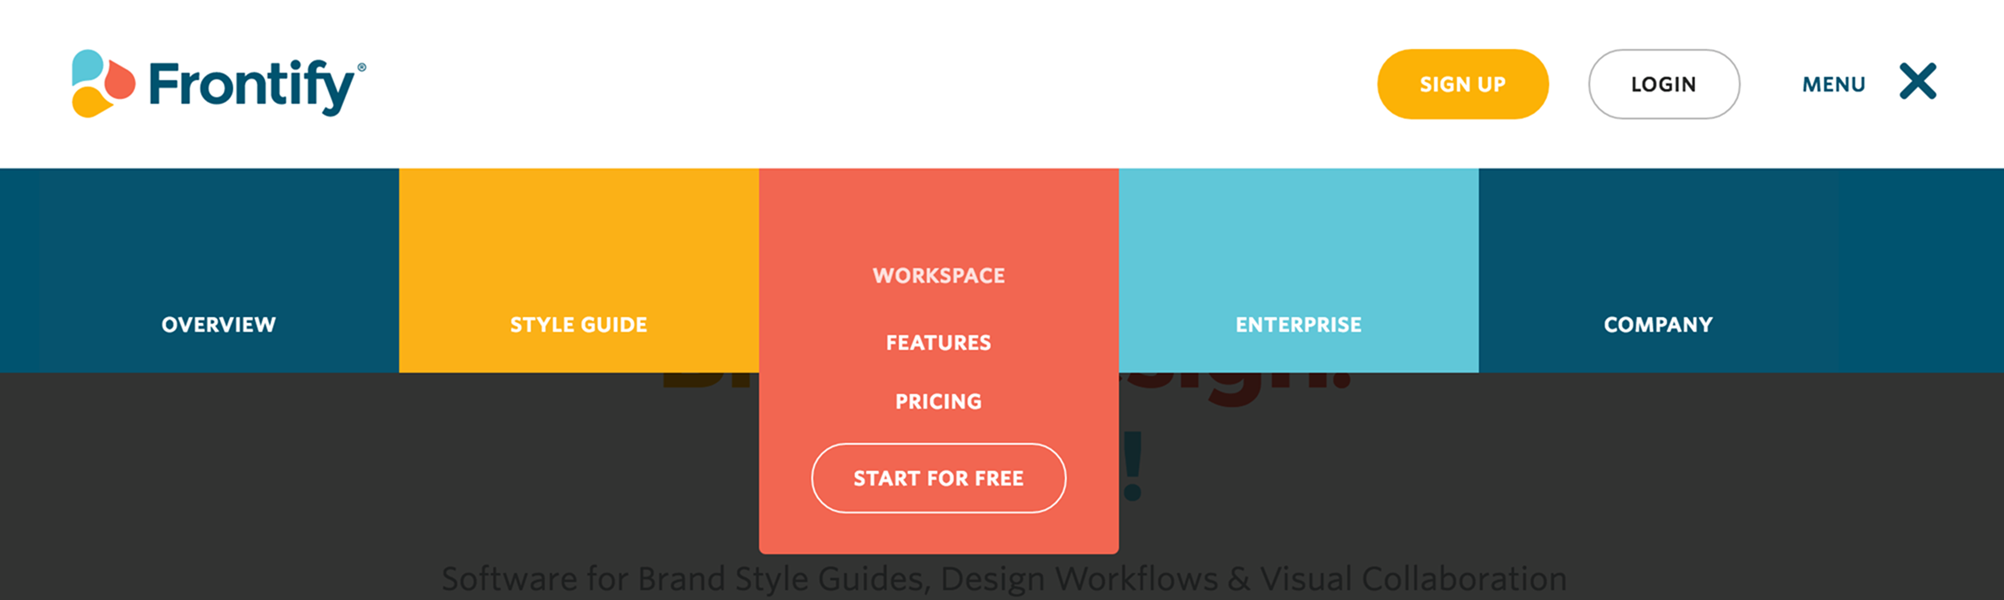 Frontify®
SIGN UP
LOGIN
MENU
OVERVIEW
STYLE GUIDE
WORKSPACE
FEATURES
PRICING
START FOR FREE
ENTERPRISE
COMPANY
!
Software for Brand Style Guides, Design Workflows & Visual Collaboration